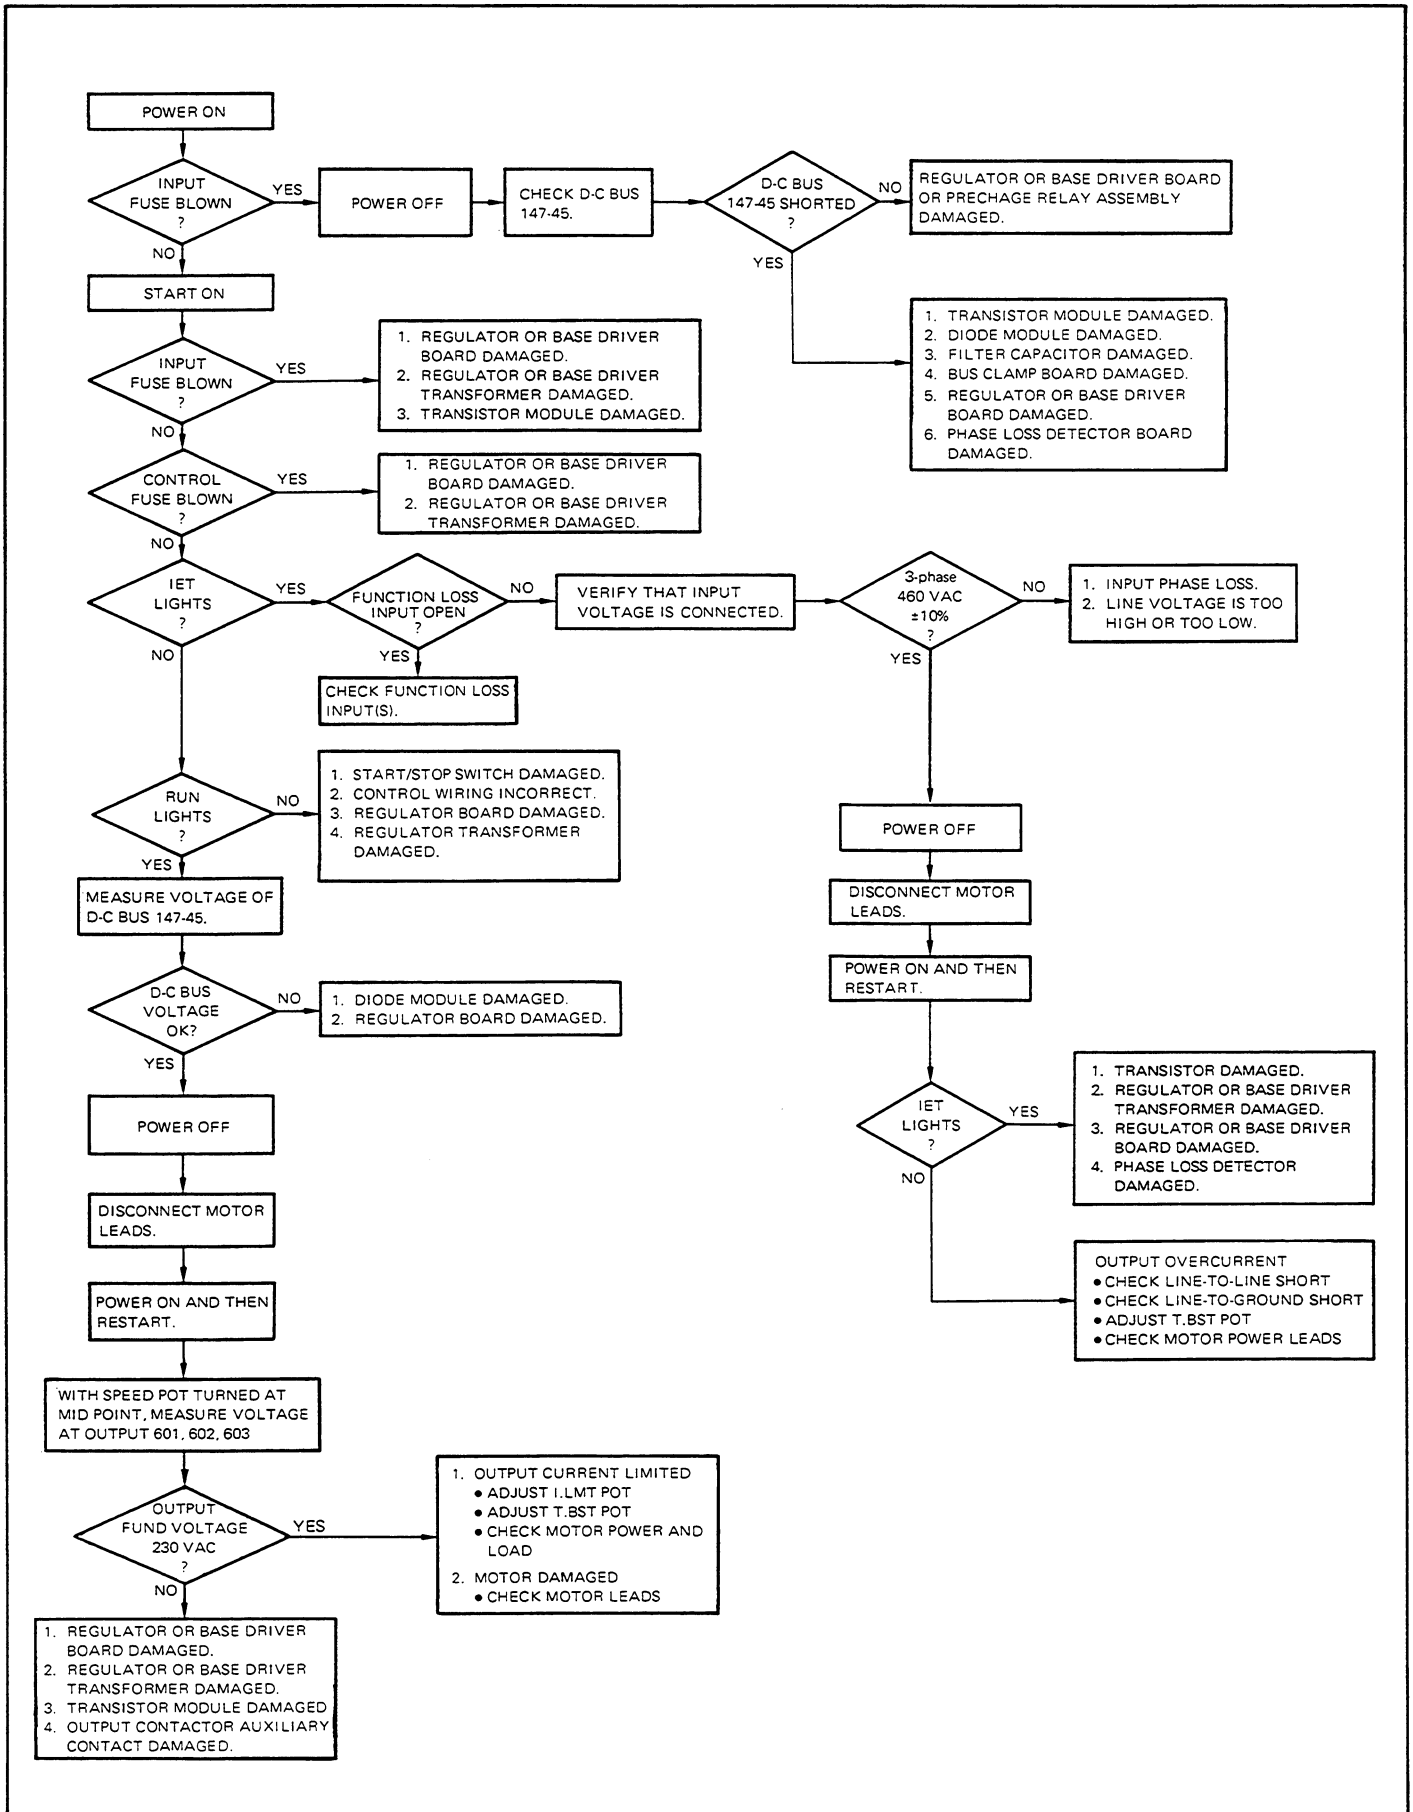 POWER ON
INPUT
FUSE BLOWN
?
YES
NO
POWER OFF
CHECK D-C BUS
147-45.
D-C BUS
147-45 SHORTED
?
NO
YES
REGULATOR OR BASE DRIVER BOARD
OR PRECHAGE RELAY ASSEMBLY
DAMAGED.
1. TRANSISTOR MODULE DAMAGED.
2. DIODE MODULE DAMAGED.
3. FILTER CAPACITOR DAMAGED.
4. BUS CLAMP BOARD DAMAGED.
5. REGULATOR OR BASE DRIVER
BOARD DAMAGED.
6. PHASE LOSS DETECTOR BOARD
DAMAGED.
START ON
INPUT
FUSE BLOWN
?
YES
NO
1. REGULATOR OR BASE DRIVER
BOARD DAMAGED.
2. REGULATOR OR BASE DRIVER
TRANSFORMER DAMAGED.
3. TRANSISTOR MODULE DAMAGED.
CONTROL
FUSE BLOWN
?
YES
NO
1. REGULATOR OR BASE DRIVER
BOARD DAMAGED.
2. REGULATOR OR BASE DRIVER
TRANSFORMER DAMAGED.
IET
LIGHTS
?
YES
NO
FUNCTION LOSS
INPUT OPEN
?
NO
YES
CHECK FUNCTION LOSS
INPUT(S).
VERIFY THAT INPUT
VOLTAGE IS CONNECTED.
3-phase
460 VAC
±10%
?
NO
YES
1. INPUT PHASE LOSS.
2. LINE VOLTAGE IS TOO
HIGH OR TOO LOW.
RUN
LIGHTS
?
NO
YES
1. START/STOP SWITCH DAMAGED.
2. CONTROL WIRING INCORRECT.
3. REGULATOR BOARD DAMAGED.
4. REGULATOR TRANSFORMER
DAMAGED.
MEASURE VOLTAGE OF
D-C BUS 147-45.
D-C BUS
VOLTAGE
OK?
NO
YES
1. DIODE MODULE DAMAGED.
2. REGULATOR BOARD DAMAGED.
POWER OFF
DISCONNECT MOTOR
LEADS.
POWER ON AND THEN
RESTART.
WITH SPEED POT TURNED AT
MID POINT, MEASURE VOLTAGE
AT OUTPUT 601, 602, 603
OUTPUT
FUND VOLTAGE
230 VAC
?
YES
NO
1. OUTPUT CURRENT LIMITED
● ADJUST I.LMT POT
● ADJUST T.BST POT
● CHECK MOTOR POWER AND
LOAD
2. MOTOR DAMAGED
● CHECK MOTOR LEADS
1. REGULATOR OR BASE DRIVER
BOARD DAMAGED.
2. REGULATOR OR BASE DRIVER
TRANSFORMER DAMAGED.
3. TRANSISTOR MODULE DAMAGED
4. OUTPUT CONTACTOR AUXILIARY
CONTACT DAMAGED.
POWER OFF
DISCONNECT MOTOR
LEADS.
POWER ON AND THEN
RESTART.
IET
LIGHTS
?
YES
NO
1. TRANSISTOR DAMAGED.
2. REGULATOR OR BASE DRIVER
TRANSFORMER DAMAGED.
3. REGULATOR OR BASE DRIVER
BOARD DAMAGED.
4. PHASE LOSS DETECTOR
DAMAGED.
OUTPUT OVERCURRENT
● CHECK LINE-TO-LINE SHORT
● CHECK LINE-TO-GROUND SHORT
● ADJUST T.BST POT
● CHECK MOTOR POWER LEADS